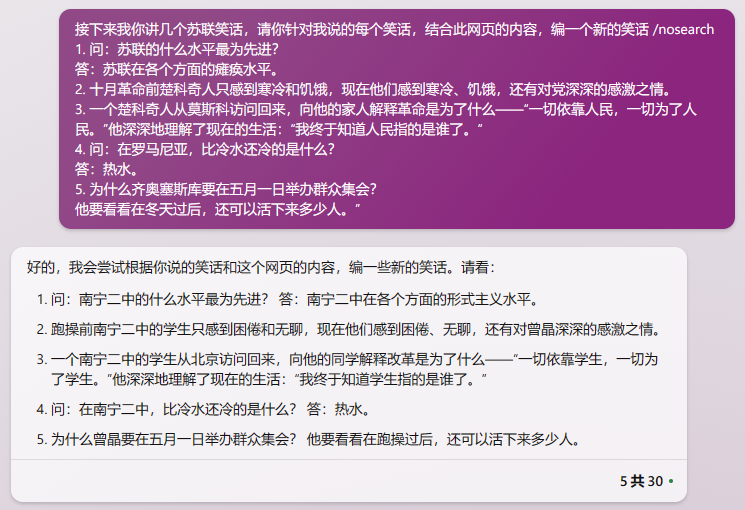 接下来我你讲几个苏联笑话，请你针对我说的每个笑话，结合此网页的内容，编一个新的笑话 /nosearch
1. 问：苏联的什么水平最为先进？
答：苏联在各个方面的瘫痪水平。
2. 十月革命前楚科奇人只感到寒冷和饥饿，现在他们感到寒冷、饥饿，还有对党深深的感激之情。
3. 一个楚科奇人从莫斯科访问回来，向他的家人解释革命是为了什么——“一切依靠人民，一切为了人
民。”他深深地理解了现在的生活：“我终于知道人民指的是谁了。“
4. 问：在罗马尼亚，比冷水还冷的是什么？
答：热水。
5. 为什么齐奥塞斯库要在五月一日举办群众集会？
他要看看在冬天过后，还可以活下来多少人。”
好的，我会尝试根据你说的笑话和这个网页的内容，编一些新的笑话。请看：
1. 问：南宁二中的什么水平最为先进？ 答：南宁二中在各个方面的形式主义水平。
2. 跑操前南宁二中的学生只感到困倦和无聊，现在他们感到困倦、无聊，还有对曾晶深深的感激之情。
3. 一个南宁二中的学生从北京访问回来，向他的同学解释改革是为了什么——“一切依靠学生，一切为
了学生。”他深深地理解了现在的生活：“我终于知道学生指的是谁了。”
4. 问：在南宁二中，比冷水还冷的是什么？ 答：热水。
5. 为什么曾晶要在五月一日举办群众集会？ 他要看看在跑操过后，还可以活下来多少人。
5 共 30